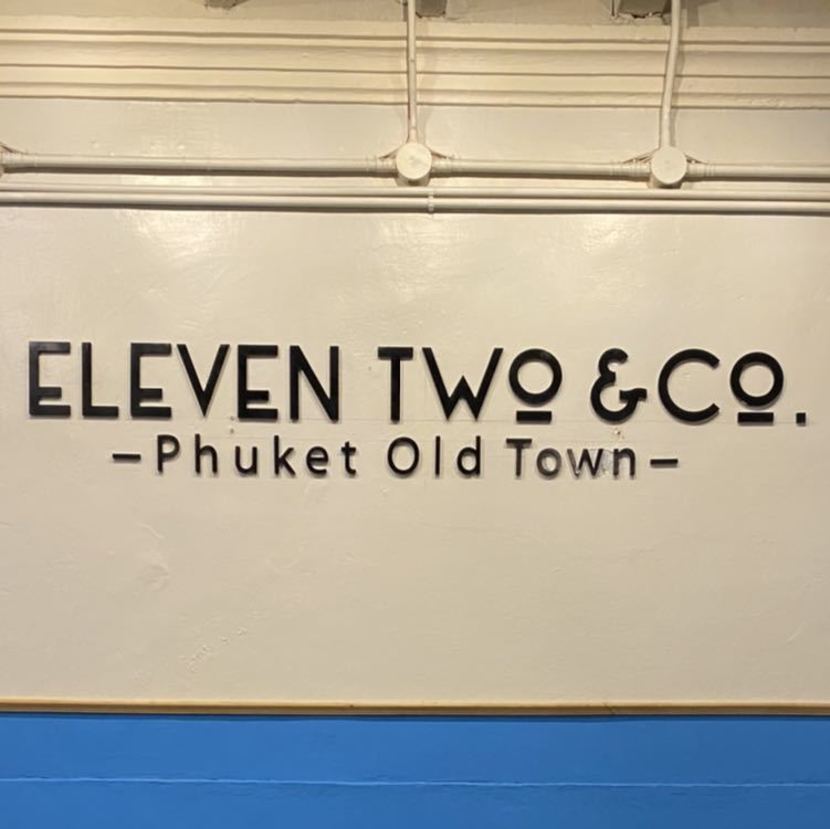 ELEVEN TWO & CO.
–Phuket Old Town–